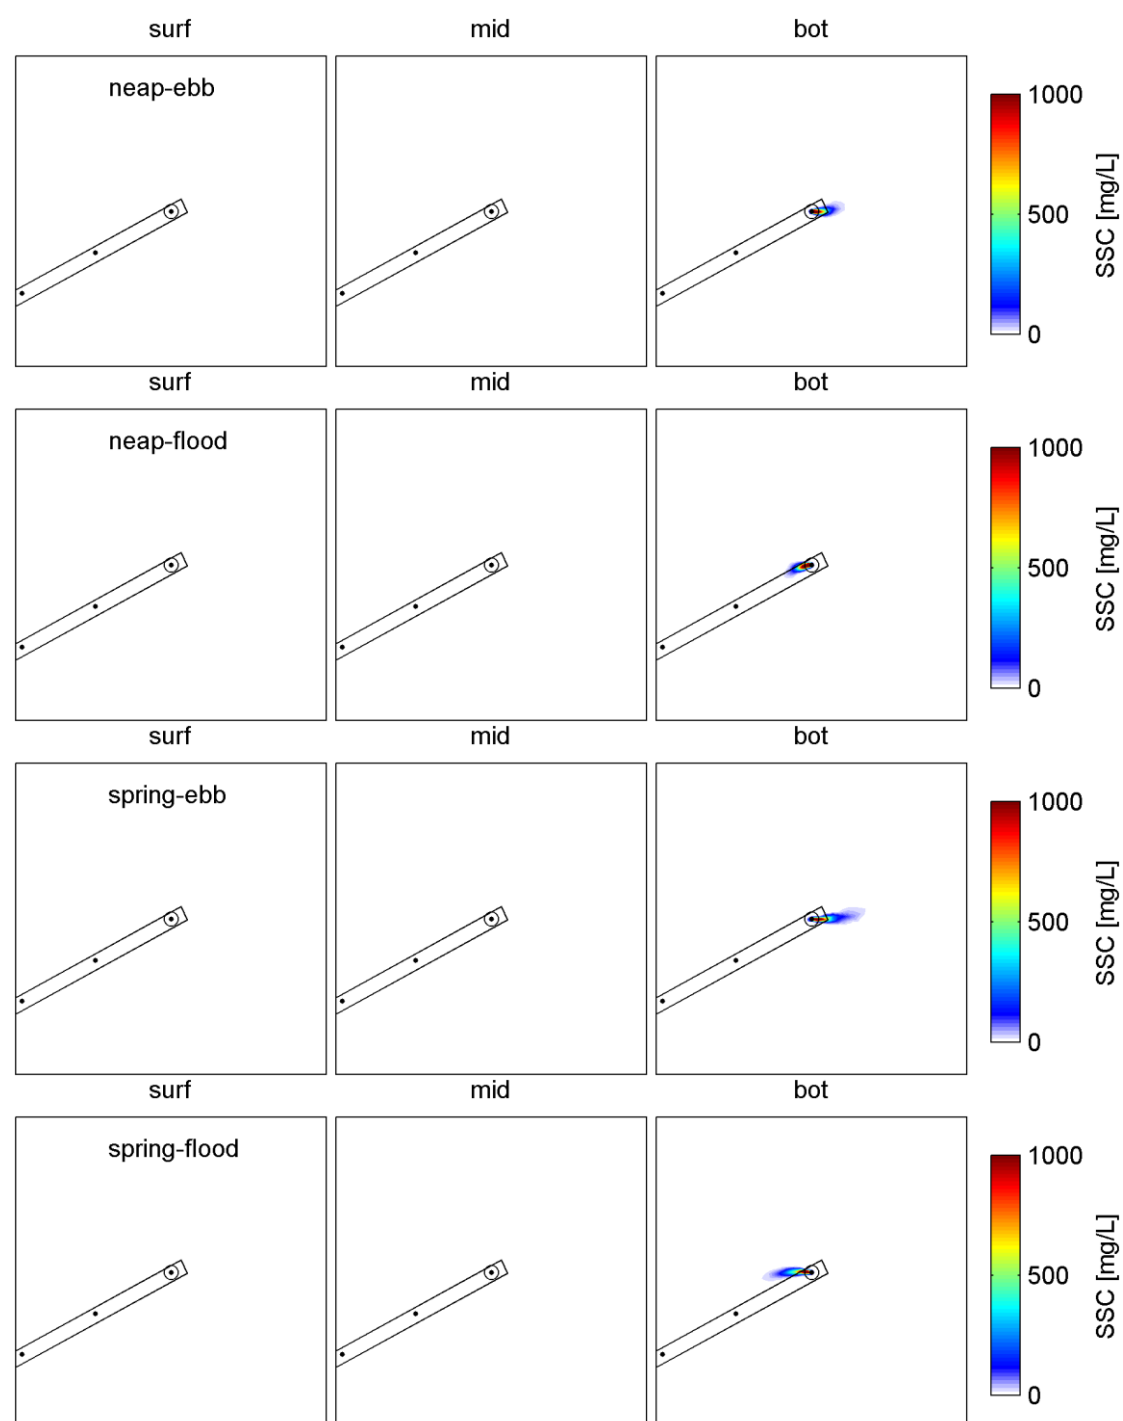 surf mid bot
neap-ebb
1000
500
0
SSC [mg/L]
surf mid bot
neap-flood
1000
500
0
SSC [mg/L]
surf mid bot
spring-ebb
1000
500
0
SSC [mg/L]
surf mid bot
spring-flood
1000
500
0
SSC [mg/L]